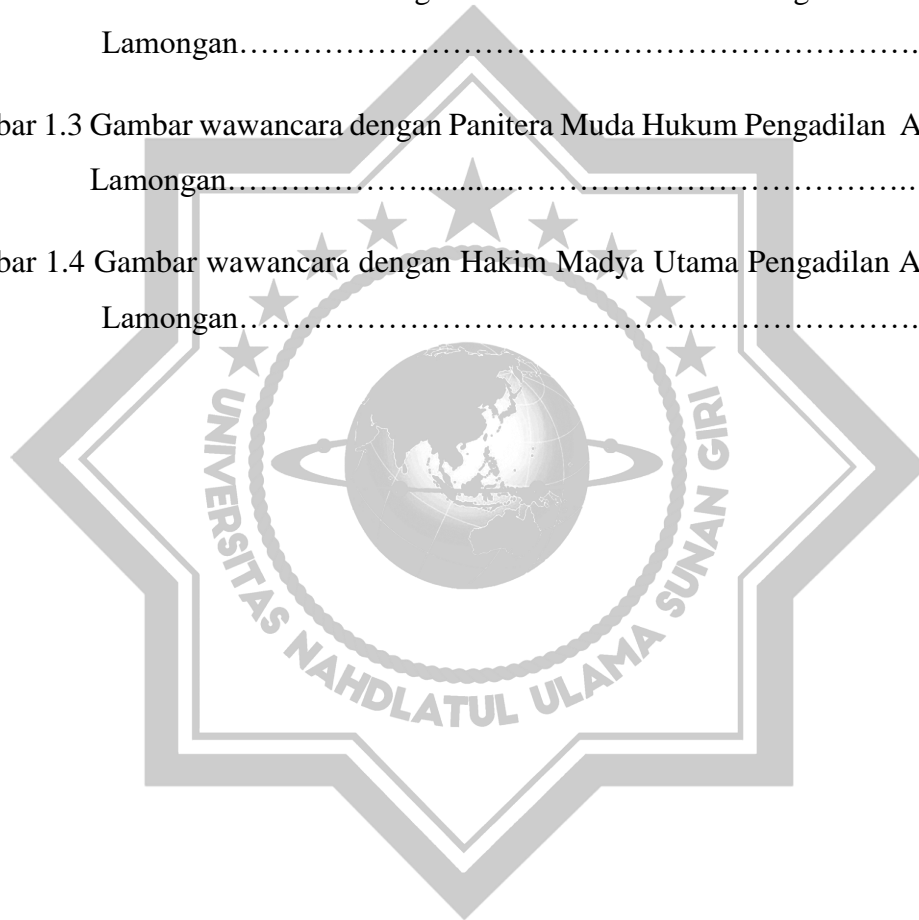 Lamongan……………………………………………………………….
bar 1.3 Gambar wawancara dengan Panitera Muda Hukum Pengadilan A
Lamongan………………............……………………………….
bar 1.4 Gambar wawancara dengan Hakim Madya Utama Pengadilan A
Lamongan……………………………………………………………….
UNIVERSITAS NAHDLATUL ULAMA SUNAN GIRI